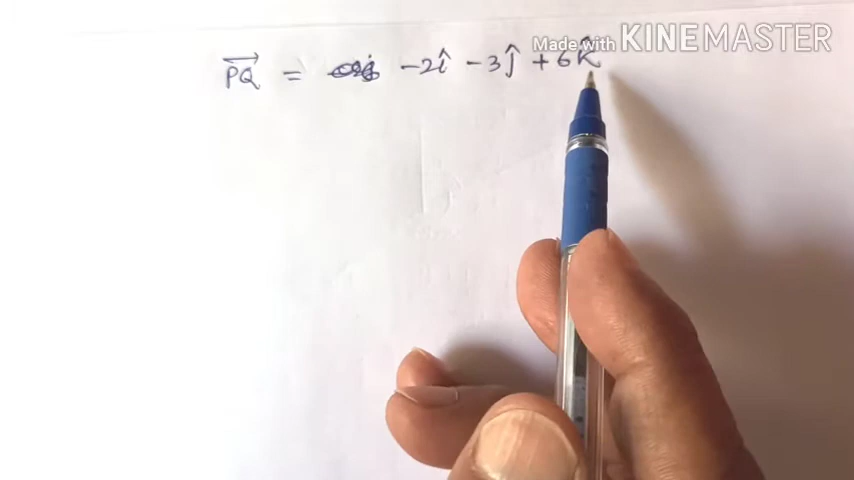 Made with KINEMASTER
PQ⃗ = -2î - 3ĵ + 6k̂